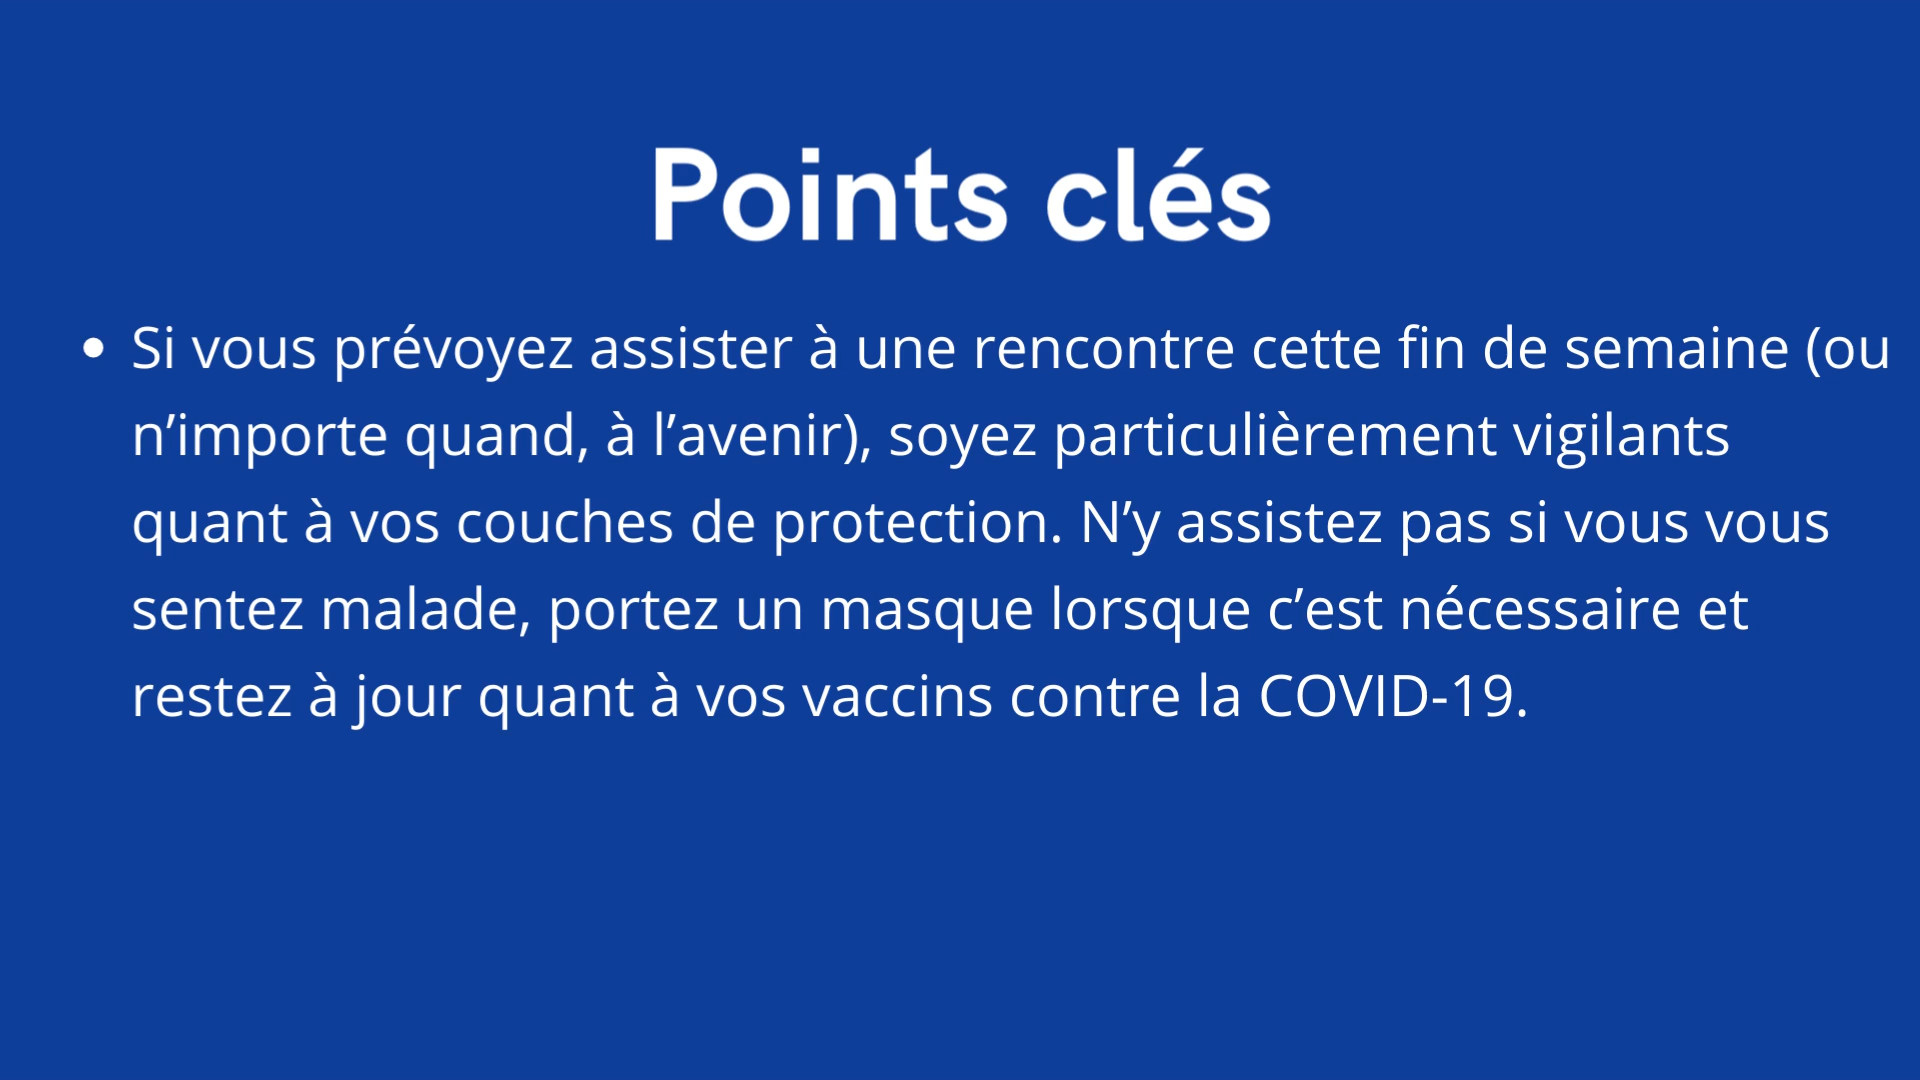 Points clés
• Si vous prévoyez assister à une rencontre cette fin de semaine (ou
n’importe quand, à l’avenir), soyez particulièrement vigilants
quant à vos couches de protection. N’y assistez pas si vous vous
sentez malade, portez un masque lorsque c’est nécessaire et
restez à jour quant à vos vaccins contre la COVID-19.